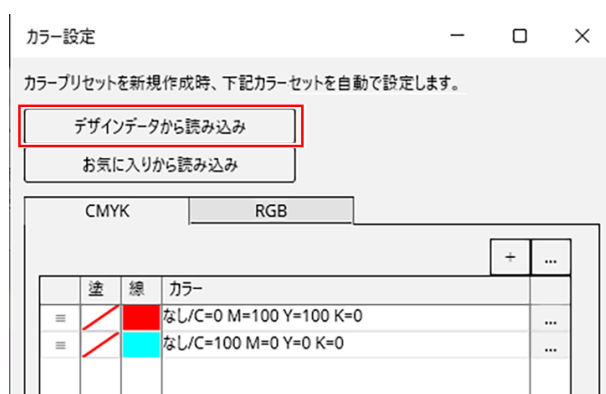 カラー設定
カラープリセットを新規作成時、下記カラーセットを自動で設定します。
デザインデータから読み込み
お気に入りから読み込み
CMYK RGB
+ ...
塗 線 カラー
なし/C=0 M=100 Y=100 K=0 ...
なし/C=100 M=0 Y=0 K=0 ...